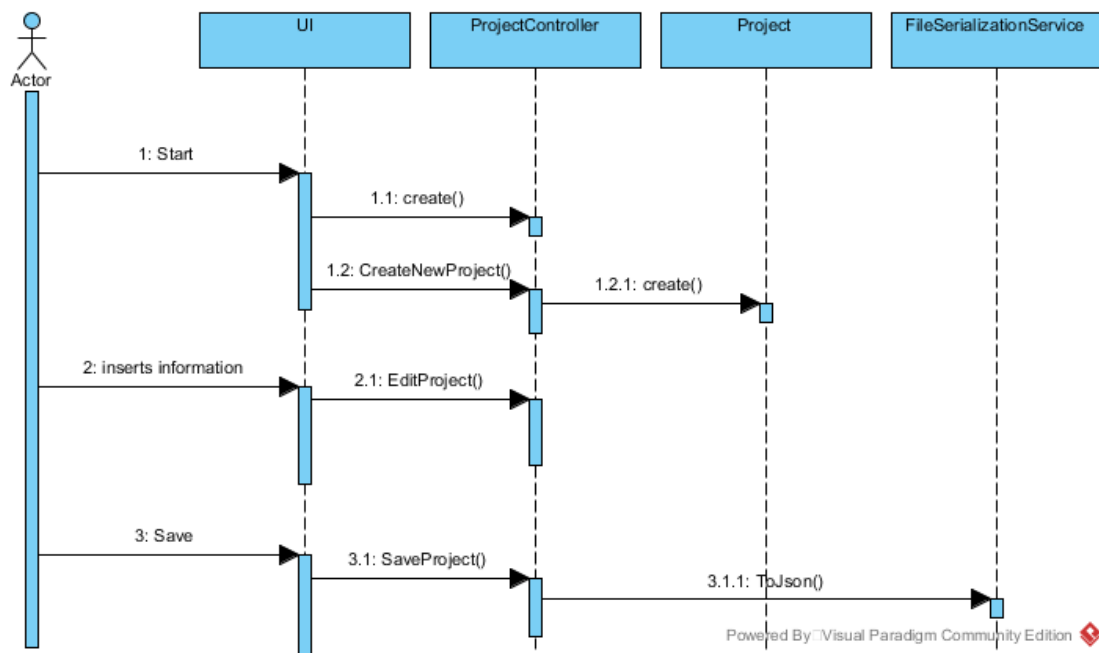 UI
ProjectController
Project
FileSerializationService
Actor
1: Start
1.1: create()
1.2: CreateNewProject()
1.2.1: create()
2: inserts information
2.1: EditProject()
3: Save
3.1: SaveProject()
3.1.1: ToJson()
Powered By Visual Paradigm Community Edition